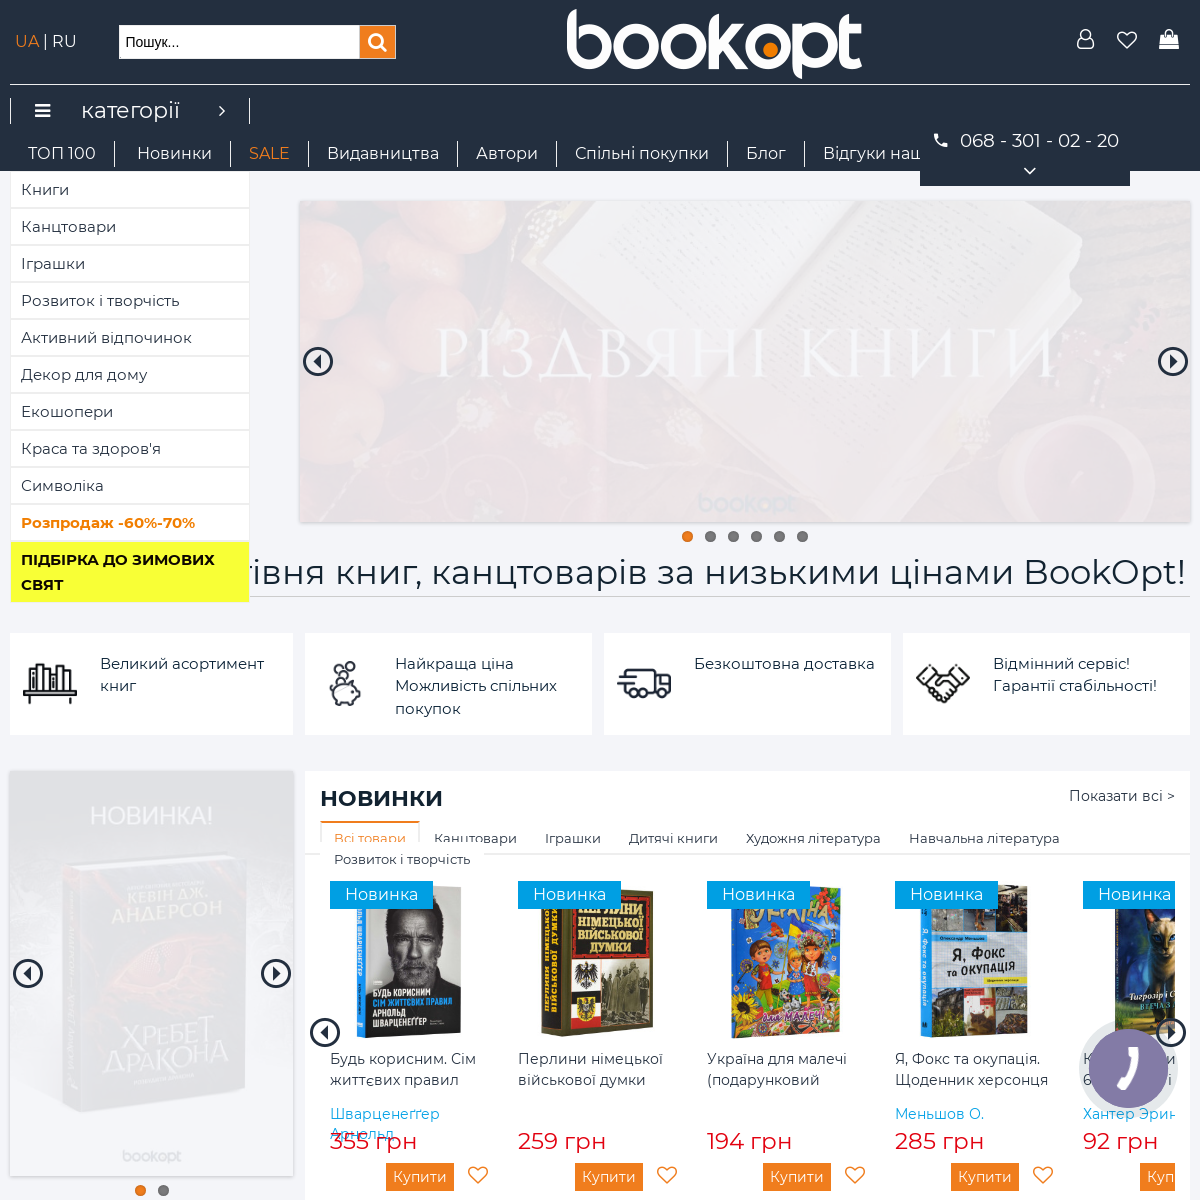 UA | RU
Пошук...
bookopt
категорії
068 - 301 - 02 - 20
ТОП 100
Новинки
SALE
Видавництва
Автори
Спільні покупки
Блог
Відгуки
Книги
Канцтовари
Іграшки
Розвиток і творчість
Активний відпочинок
Декор для дому
Екошопери
Краса та здоров'я
Символіка
Розпродаж -60%-70%
ПІДБІРКА ДО ЗИМОВИХ
СВЯТ
РІЗДВЯНІ КНИГИ
bookopt
книг, канцтоварів за низькими цінами BookOpt!
Великий асортимент
книг
Найкраща ціна
Можливість спільних
покупок
Безкоштовна доставка
Відмінний сервіс!
Гарантії стабільності!
НОВИНКА!
КЕВІН ДЖ.
АНДЕРСОН
ХРЕБЕТ
ДРАКОНА
bookopt
НОВИНКИ
Показати всі >
Всі товари
Канцтовари
Іграшки
Дитячі книги
Художня література
Навчальна література
Розвиток і творчість
Новинка
Новинка
Новинка
Новинка
Новинка
БУДЬ КОРИСНИМ
СІМ ЖИТТЄВИХ ПРАВИЛ
АРНОЛЬД
ШВАРЦЕНЕҐҐЕР
ПЕРЛИНИ
НІМЕЦЬКОЇ
ВІЙСЬКОВОЇ
ДУМКИ
УКРАЇНА
для МАЛЕЧІ
Олександр Меньшов
Я, ФОКС
ТА ОКУПАЦІЯ
Будь корисним. Сім
життєвих правил
Шварценеґґер
Арнольд
355 грн
Купити
Перлини німецької
військової думки
259 грн
Купити
Україна для малечі
(подарунковий
194 грн
Купити
Я, Фокс та окупація.
Щоденник херсонця
Меньшов О.
285 грн
Купити
Хантер Эрин
92 грн